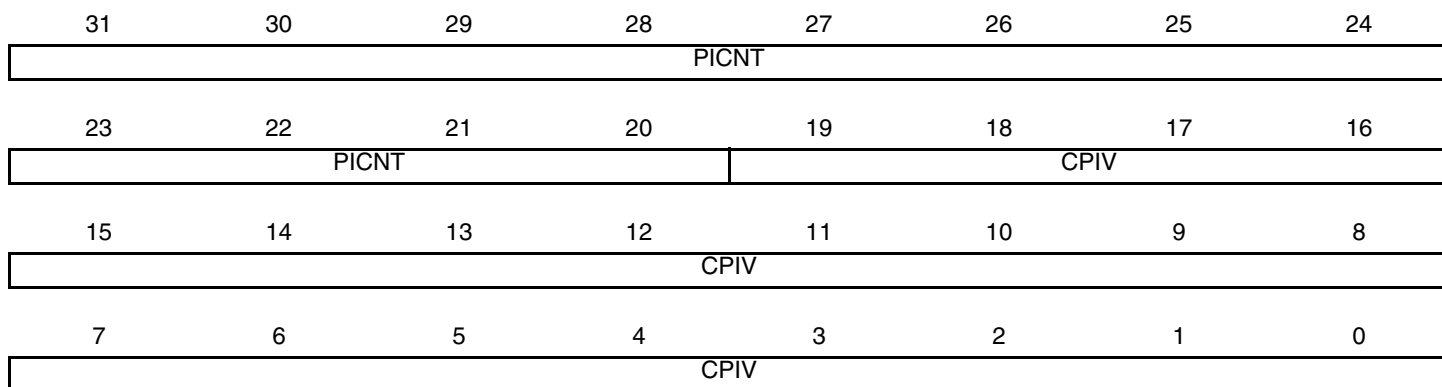 31 30 29 28 27 26 25 24
PICNT
23 22 21 20 19 18 17 16
PICNT CPIV
15 14 13 12 11 10 9 8
CPIV
7 6 5 4 3 2 1 0
CPIV